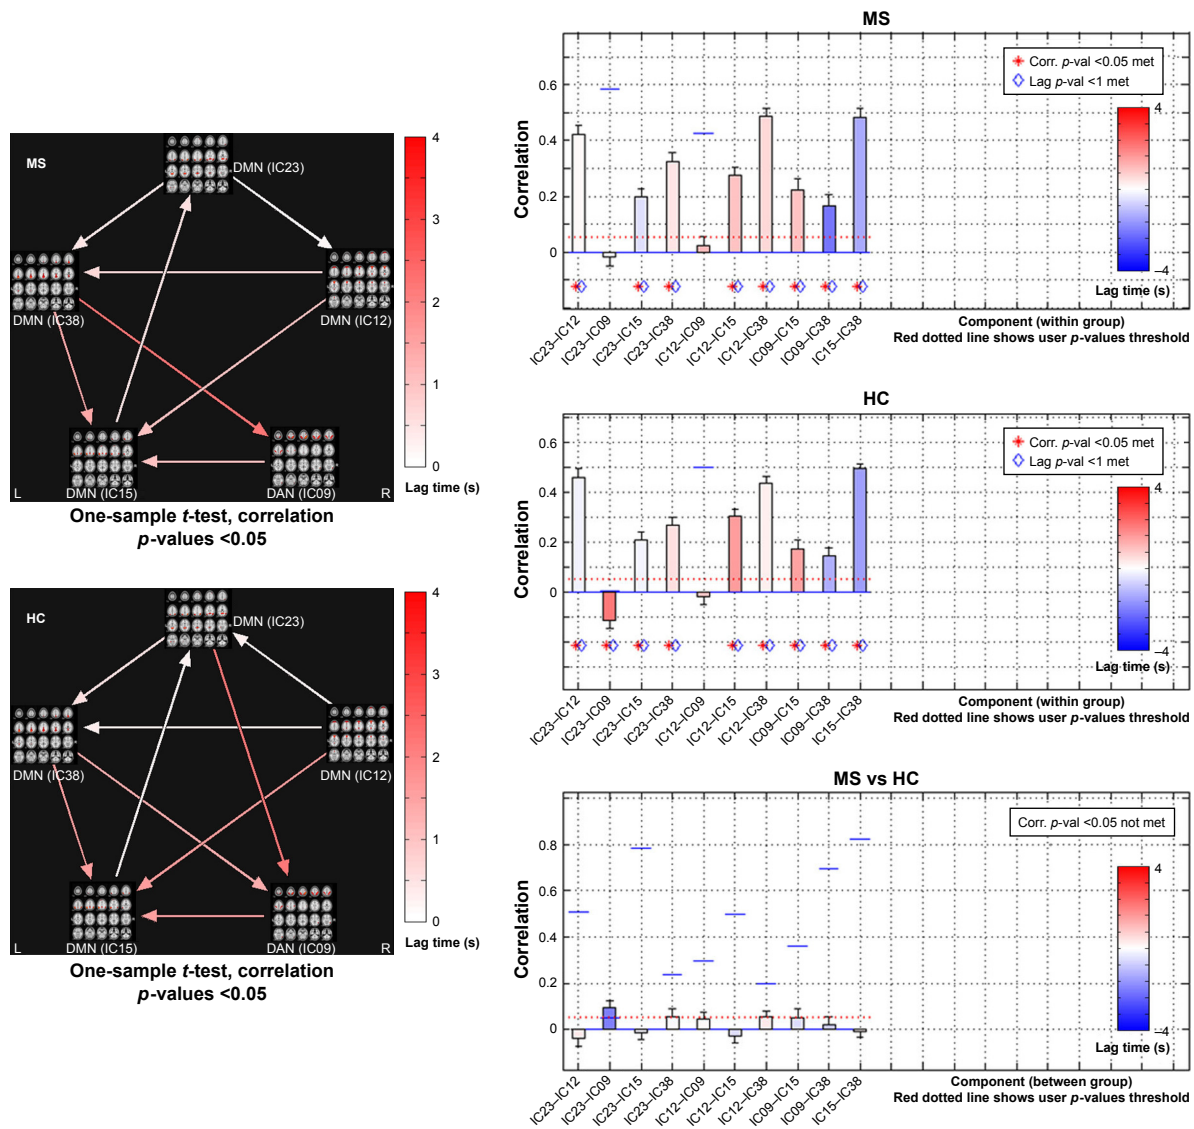 MS
DMN (IC23)
DMN (IC38)
DMN (IC12)
DMN (IC15)
DAN (IC09)
L
R
4
3
2
1
0
Lag time (s)
One-sample t-test, correlation
p-values <0.05
HC
DMN (IC23)
DMN (IC38)
DMN (IC12)
DMN (IC15)
DAN (IC09)
L
R
4
3
2
1
0
Lag time (s)
One-sample t-test, correlation
p-values <0.05
MS
Correlation
0.6
0.4
0.2
0
Corr. p-val <0.05 met
Lag p-val <1 met
4
–4
Lag time (s)
IC23–IC12
IC23–IC09
IC23–IC15
IC23–IC38
IC12–IC09
IC12–IC15
IC12–IC38
IC09–IC15
IC09–IC38
IC15–IC38
Component (within group)
Red dotted line shows user p-values threshold
HC
Correlation
0.6
0.4
0.2
0
Corr. p-val <0.05 met
Lag p-val <1 met
4
–4
Lag time (s)
IC23–IC12
IC23–IC09
IC23–IC15
IC23–IC38
IC12–IC09
IC12–IC15
IC12–IC38
IC09–IC15
IC09–IC38
IC15–IC38
Component (within group)
Red dotted line shows user p-values threshold
MS vs HC
Correlation
0.8
0.6
0.4
0.2
0
Corr. p-val <0.05 not met
4
–4
Lag time (s)
IC23–IC12
IC23–IC09
IC23–IC15
IC23–IC38
IC12–IC09
IC12–IC15
IC12–IC38
IC09–IC15
IC09–IC38
IC15–IC38
Component (between group)
Red dotted line shows user p-values threshold